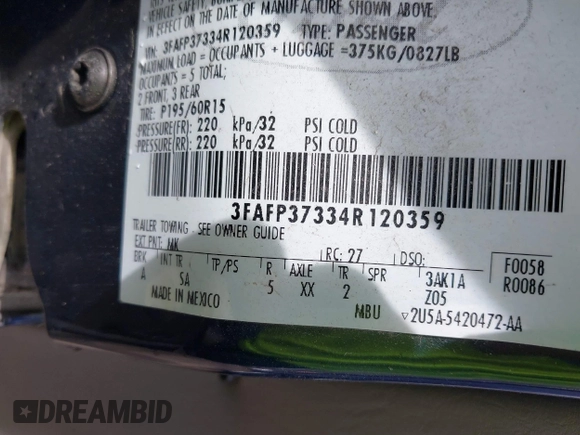 VEHICLE SAFETY,
IN EFFECT ON THE DATE OF MANUFACTURE SHOWN ABOVE.
VIN: 3FAFP37334R120359 TYPE: PASSENGER
MAXIMUM LOAD = OCCUPANTS + LUGGAGE =375KG/0827LB
OCCUPANTS = 5 TOTAL;
2 FRONT, 3 REAR
TIRE: P195/60R15
PRESSURE(FR): 220 kPa/32 PSI COLD
PRESSURE(RR): 220 kPa/32 PSI COLD
3FAFP37334R120359
TRAILER TOWING - SEE OWNER GUIDE
EXT PNT: MK RC: 27 DSO: F0058
BRK INT TR TP/PS R AXLE TR SPR 3AK1A R0086
A 5A 5 XX 2 Z05
MADE IN MEXICO MBU ▽2U5A-5420472-AA
DREAMBID